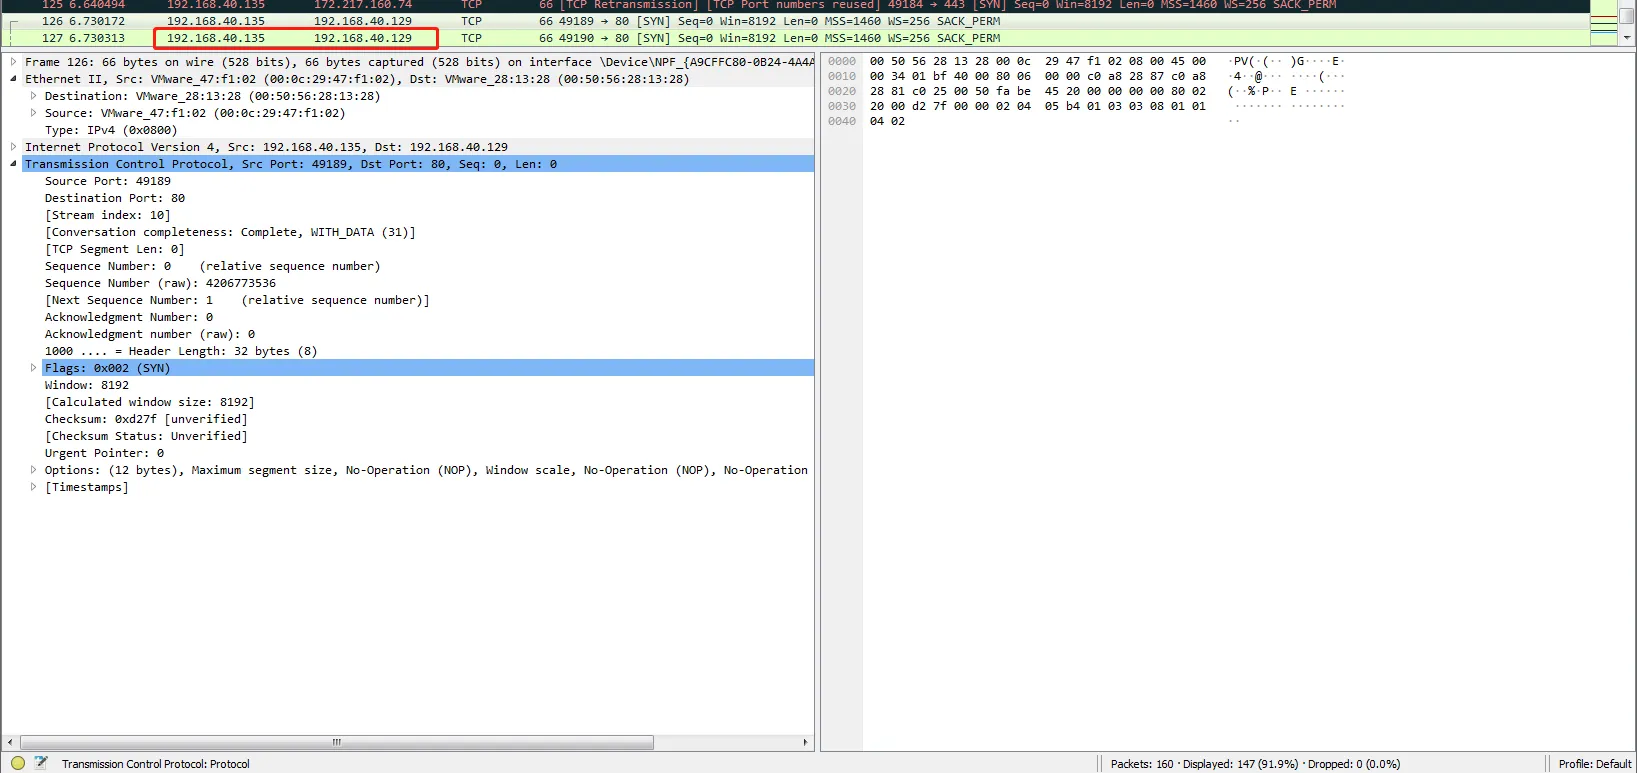 125 6.640494 192.168.40.135 172.217.160.74 TCP 66 [TCP Retransmission] [TCP Port numbers reused] 49184 → 443 [SYN] Seq=0 Win=8192 Len=0 MSS=1460 WS=256 SACK_PERM
126 6.730172 192.168.40.135 192.168.40.129 TCP 66 49189 → 80 [SYN] Seq=0 Win=8192 Len=0 MSS=1460 WS=256 SACK_PERM
127 6.730313 192.168.40.135 192.168.40.129 TCP 66 49190 → 80 [SYN] Seq=0 Win=8192 Len=0 MSS=1460 WS=256 SACK_PERM
Frame 126: 66 bytes on wire (528 bits), 66 bytes captured (528 bits) on interface \Device\NPF_{A9CFFC80-0B24-4A4A
Ethernet II, Src: VMware_47:f1:02 (00:0c:29:47:f1:02), Dst: VMware_28:13:28 (00:50:56:28:13:28)
Destination: VMware_28:13:28 (00:50:56:28:13:28)
Source: VMware_47:f1:02 (00:0c:29:47:f1:02)
Type: IPv4 (0x0800)
Internet Protocol Version 4, Src: 192.168.40.135, Dst: 192.168.40.129
Transmission Control Protocol, Src Port: 49189, Dst Port: 80, Seq: 0, Len: 0
Source Port: 49189
Destination Port: 80
[Stream index: 10]
[Conversation completeness: Complete, WITH_DATA (31)]
[TCP Segment Len: 0]
Sequence Number: 0 (relative sequence number)
Sequence Number (raw): 4206773536
[Next Sequence Number: 1 (relative sequence number)]
Acknowledgment Number: 0
Acknowledgment number (raw): 0
1000 .... = Header Length: 32 bytes (8)
Flags: 0x002 (SYN)
Window: 8192
[Calculated window size: 8192]
Checksum: 0xd27f [unverified]
[Checksum Status: Unverified]
Urgent Pointer: 0
Options: (12 bytes), Maximum segment size, No-Operation (NOP), Window scale, No-Operation (NOP), No-Operation
[Timestamps]
0000 00 50 56 28 13 28 00 0c 29 47 f1 02 08 00 45 00 ·PV(·(·· )G····E·
0010 00 34 01 bf 40 00 80 06 00 00 c0 a8 28 87 c0 a8 ·4··@··· ····(···
0020 28 81 c0 25 00 50 fa be 45 20 00 00 00 00 80 02 (··%·P·· E ······
0030 20 00 d2 7f 00 00 02 04 05 b4 01 03 03 08 01 01 ········ ········
0040 04 02 ··
Transmission Control Protocol: Protocol
Packets: 160 · Displayed: 147 (91.9%) · Dropped: 0 (0.0%)
Profile: Default